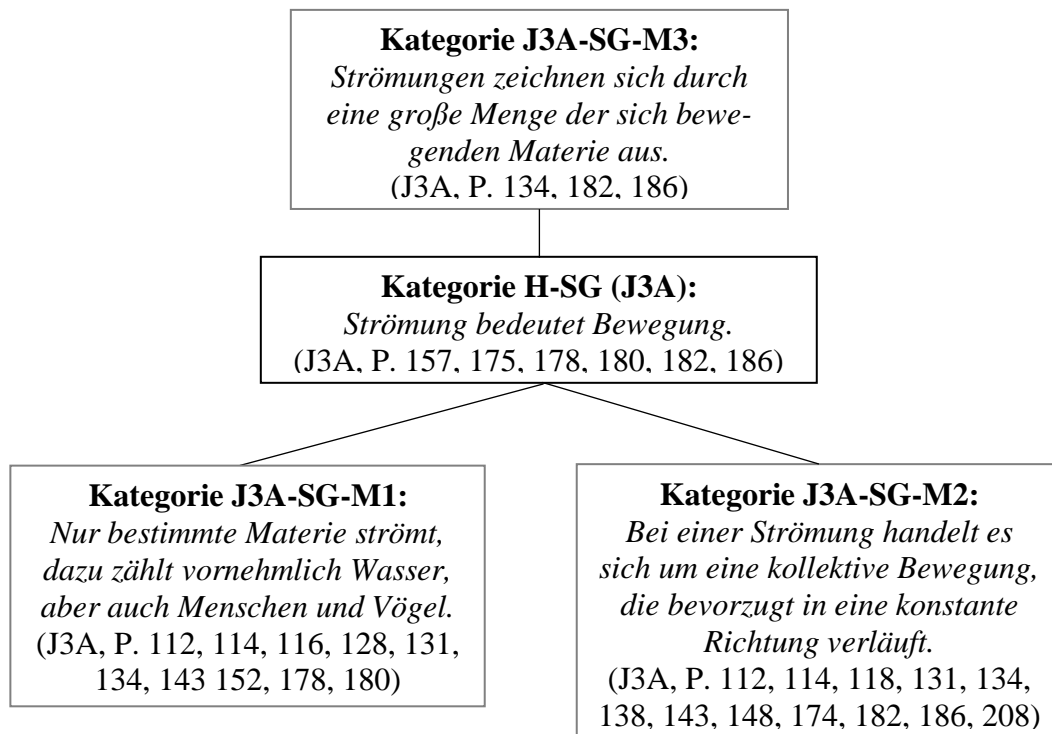 Kategorie J3A-SG-M3:
Strömungen zeichnen sich durch
eine große Menge der sich bewe-
genden Materie aus.
(J3A, P. 134, 182, 186)
Kategorie H-SG (J3A):
Strömung bedeutet Bewegung.
(J3A, P. 157, 175, 178, 180, 182, 186)
Kategorie J3A-SG-M1:
Nur bestimmte Materie strömt,
dazu zählt vornehmlich Wasser,
aber auch Menschen und Vögel.
(J3A, P. 112, 114, 116, 128, 131,
134, 143 152, 178, 180)
Kategorie J3A-SG-M2:
Bei einer Strömung handelt es
sich um eine kollektive Bewegung,
die bevorzugt in eine konstante
Richtung verläuft.
(J3A, P. 112, 114, 118, 131, 134,
138, 143, 148, 174, 182, 186, 208)